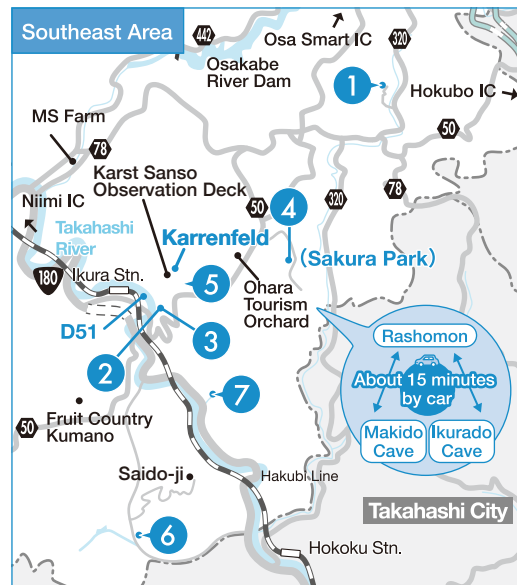 Southeast Area
442
Osa Smart IC
320
Osakabe
River Dam
1
Hokubo IC
MS Farm
50
78
Karst Sanso
Observation Deck
78
Niimi IC
50
4
320
Takahashi
River
Karrenfeld
(Sakura Park)
180
Ikura Stn.
5
Ohara
Tourism
Orchard
D51
3
Rashomon
2
About 15 minutes
by car
7
50
Fruit Country
Kumano
Makido
Cave
Ikurado
Cave
Saido-ji
Hakubi Line
Takahashi City
6
Hokoku Stn.